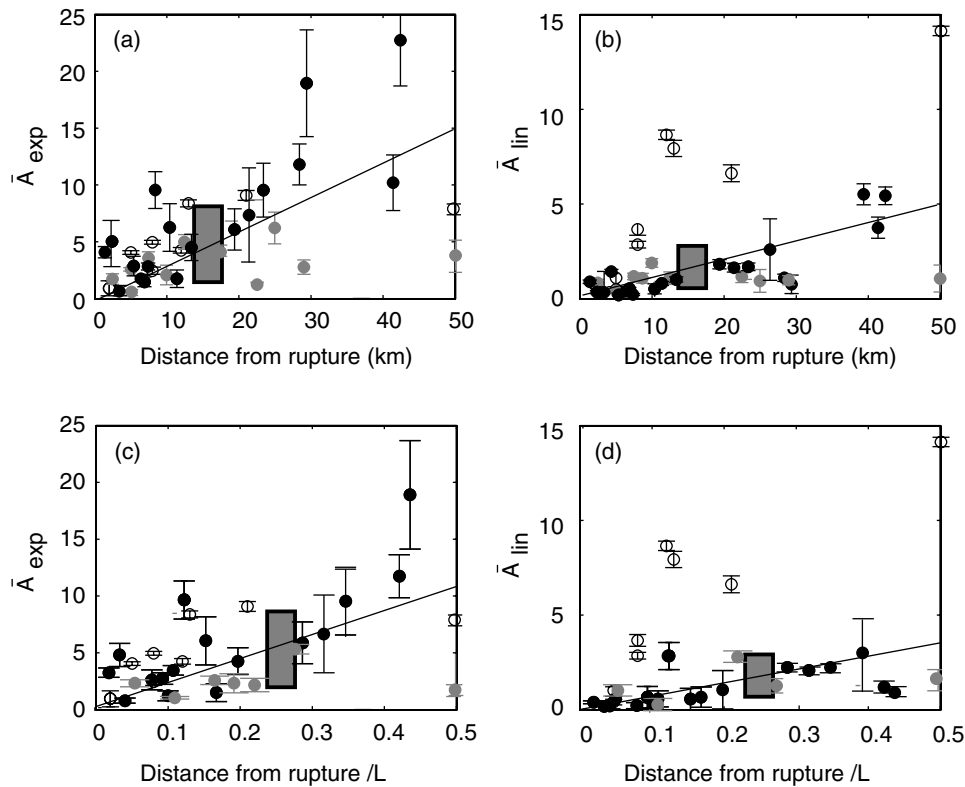 25
20
15
10
5
0
(a)
Ā exp
0 10 20 30 40 50
Distance from rupture (km)
15
10
5
0
(b)
Ā lin
0 10 20 30 40 50
Distance from rupture (km)
25
20
15
10
5
0
(c)
Ā exp
0 0.1 0.2 0.3 0.4 0.5
Distance from rupture /L
15
10
5
0
(d)
Ā lin
0 0.1 0.2 0.3 0.4 0.5
Distance from rupture /L